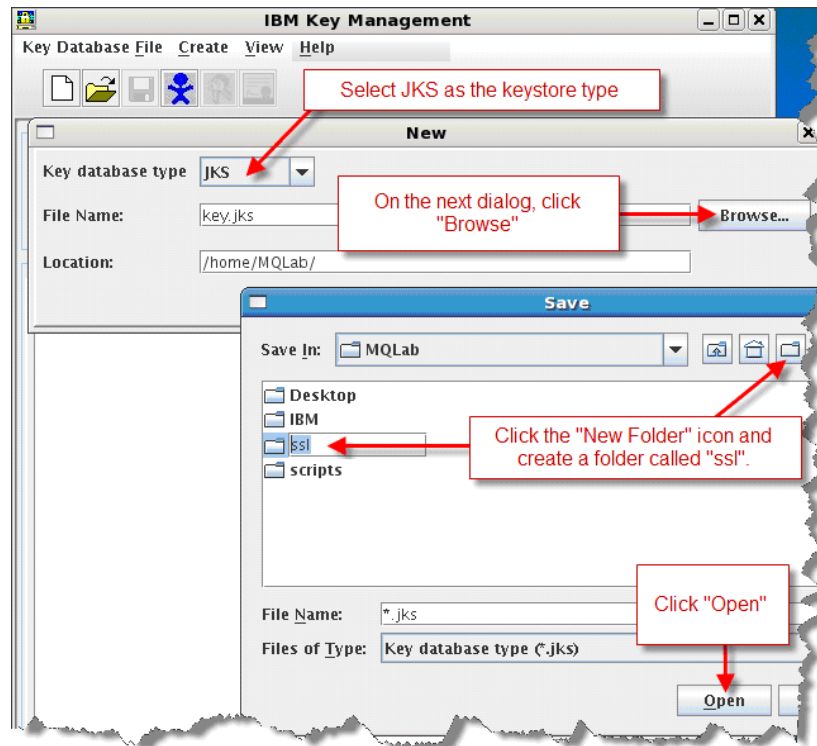 IBM Key Management
Key Database File Create View Help
Select JKS as the keystore type
New
Key database type JKS
On the next dialog, click
"Browse"
File Name: key.jks
Browse...
Location: /home/MQLab/
Save
Save In: MQLab
Desktop
IBM
ssl
scripts
Click the "New Folder" icon and
create a folder called "ssl".
Click "Open"
File Name: *.jks
Files of Type: Key database type (*.jks)
Open